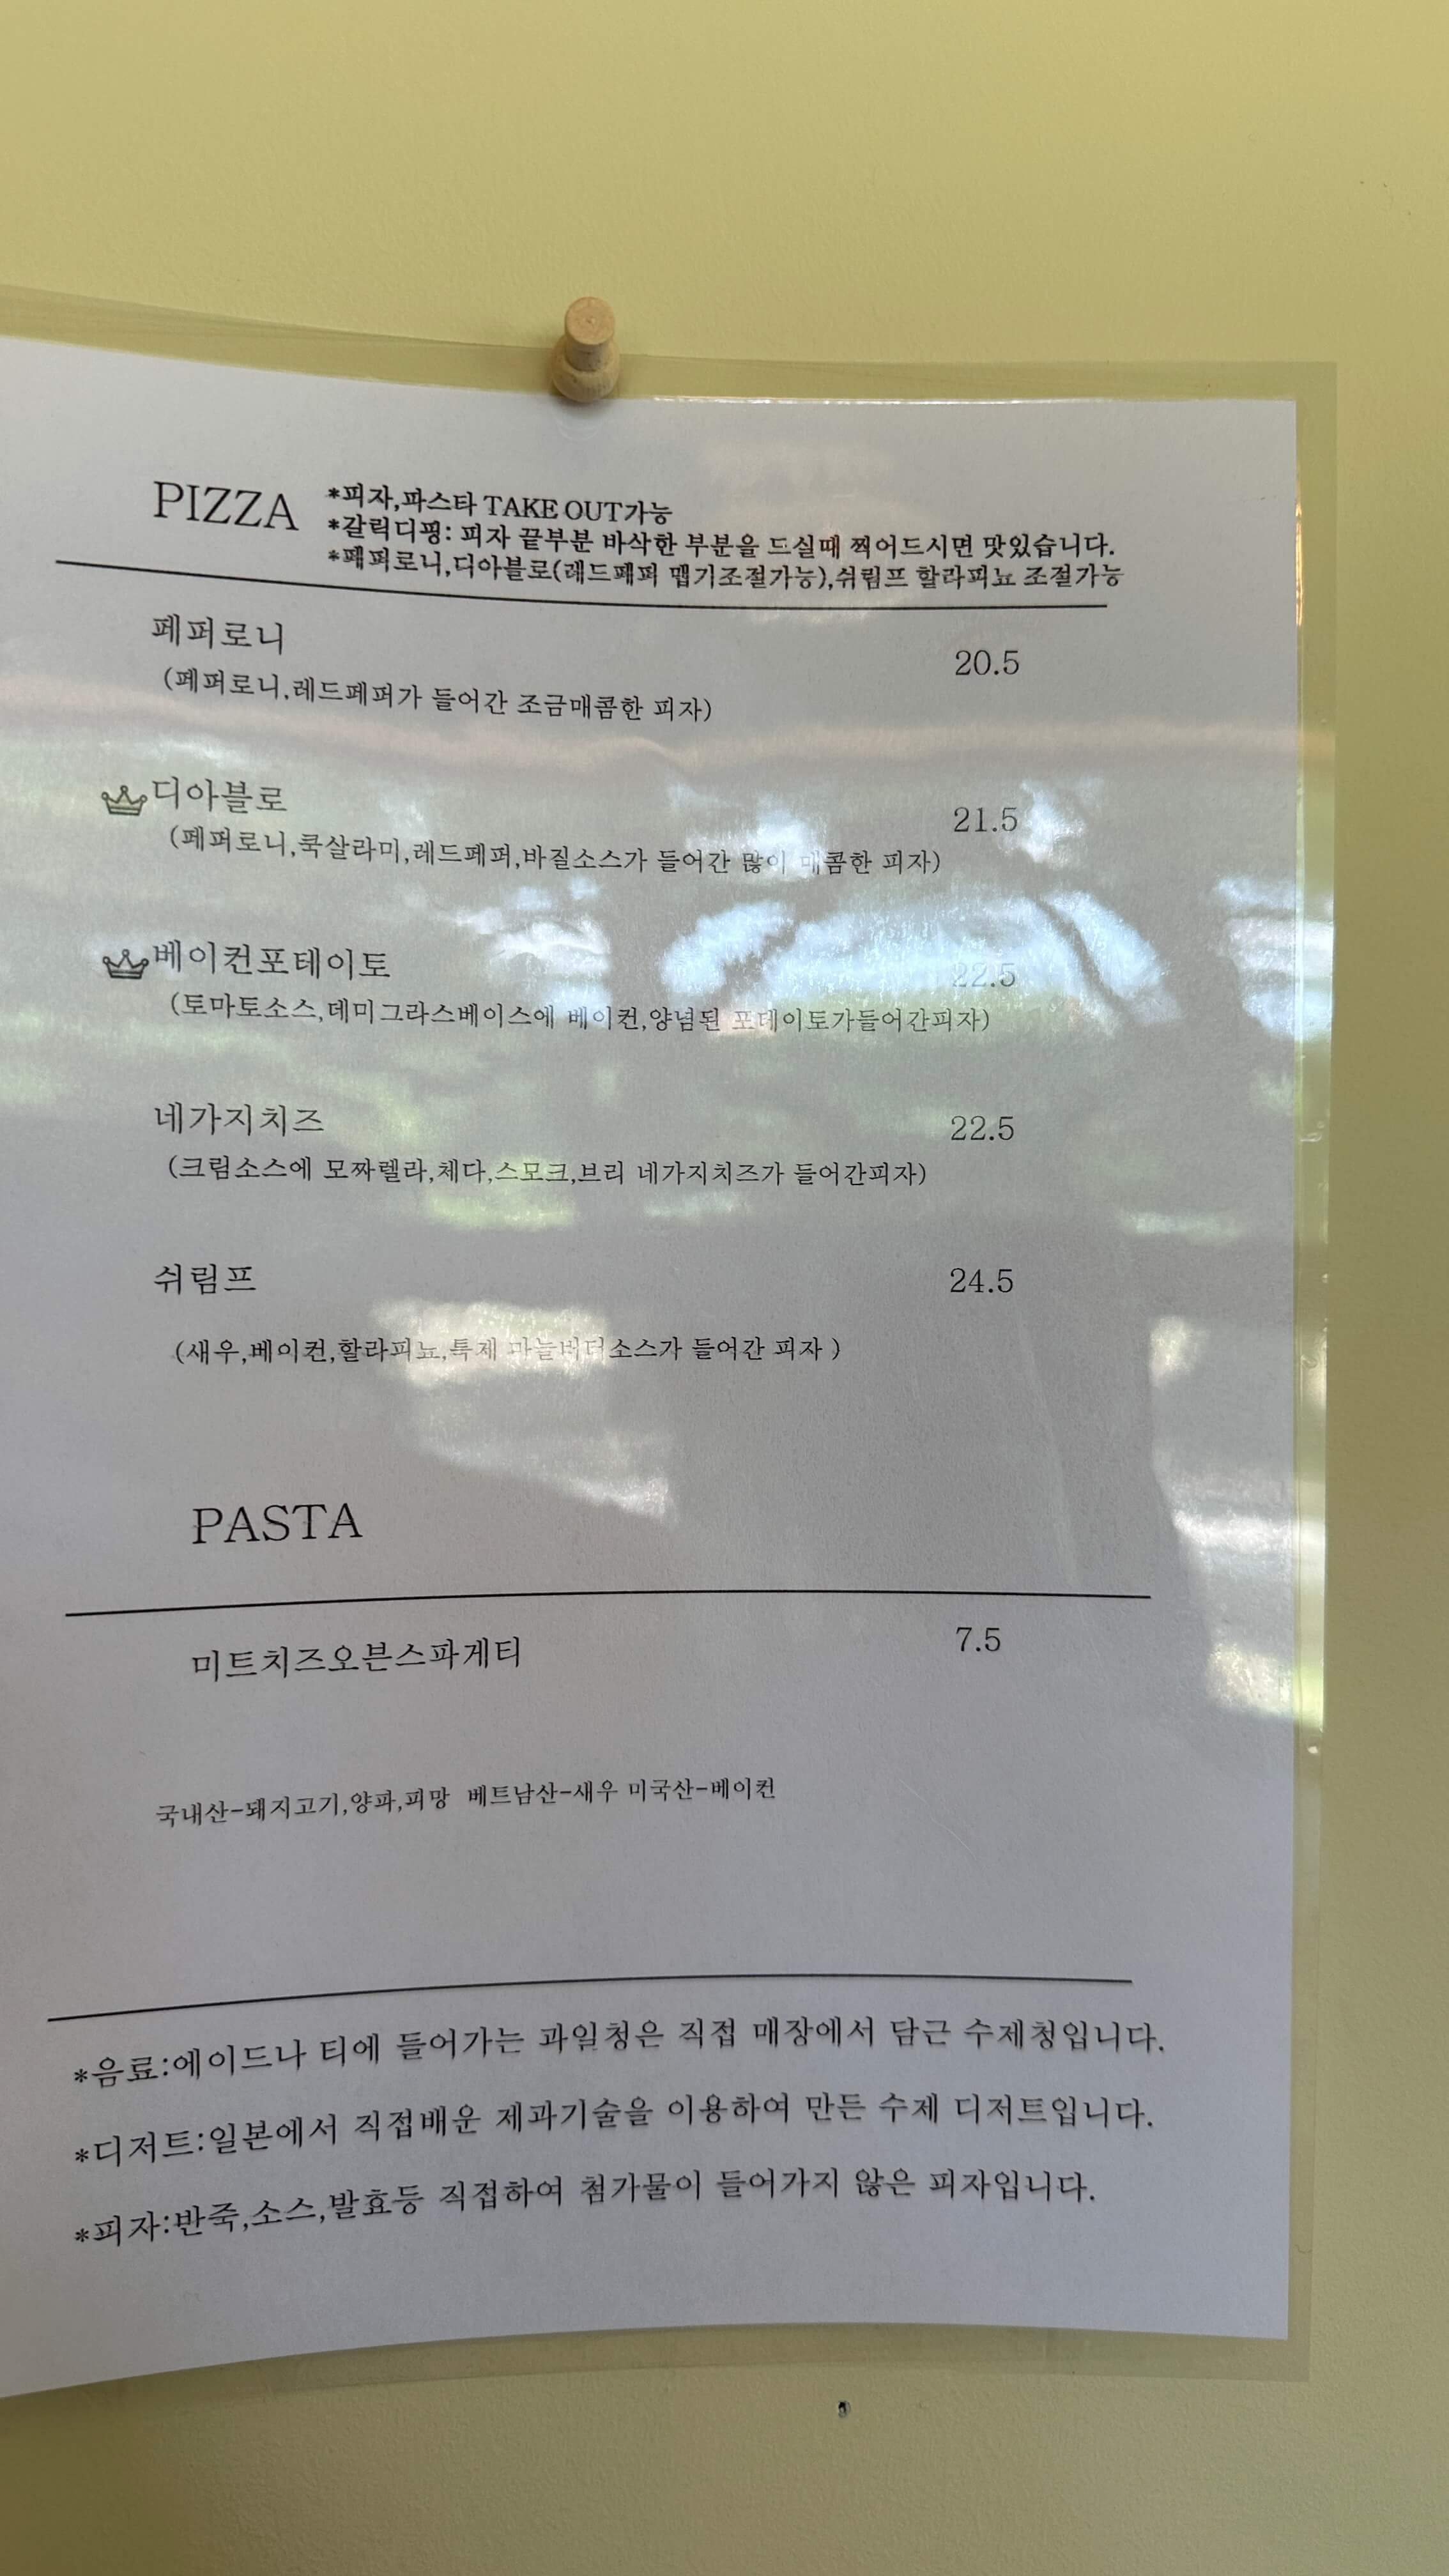 PIZZA
*피자,파스타 TAKE OUT가능
*갈릭디핑: 피자 끝부분 바삭한 부분을 드실때 찍어드시면 맛있습니다.
*페퍼로니,디아블로(레드페퍼 맵기조절가능),쉬림프 할라피뇨 조절가능
페퍼로니 20.5
(페퍼로니,레드페퍼가 들어간 조금매콤한 피자)
디아블로 21.5
(페퍼로니,쿡살라미,레드페퍼,바질소스가 들어간 많이 매콤한 피자)
베이컨포테이토 22.5
(토마토소스,데미그라스베이스에 베이컨,양념된 포테이토가들어간피자)
네가지치즈 22.5
(크림소스에 모짜렐라,체다,스모크,브리 네가지치즈가 들어간피자)
쉬림프 24.5
(새우,베이컨,할라피뇨,특제 마늘버터소스가 들어간 피자 )
PASTA
미트치즈오븐스파게티 7.5
국내산-돼지고기,양파,피망 베트남산-새우 미국산-베이컨
*음료:에이드나 티에 들어가는 과일청은 직접 매장에서 담근 수제청입니다.
*디저트:일본에서 직접배운 제과기술을 이용하여 만든 수제 디저트입니다.
*피자:반죽,소스,발효등 직접하여 첨가물이 들어가지 않은 피자입니다.